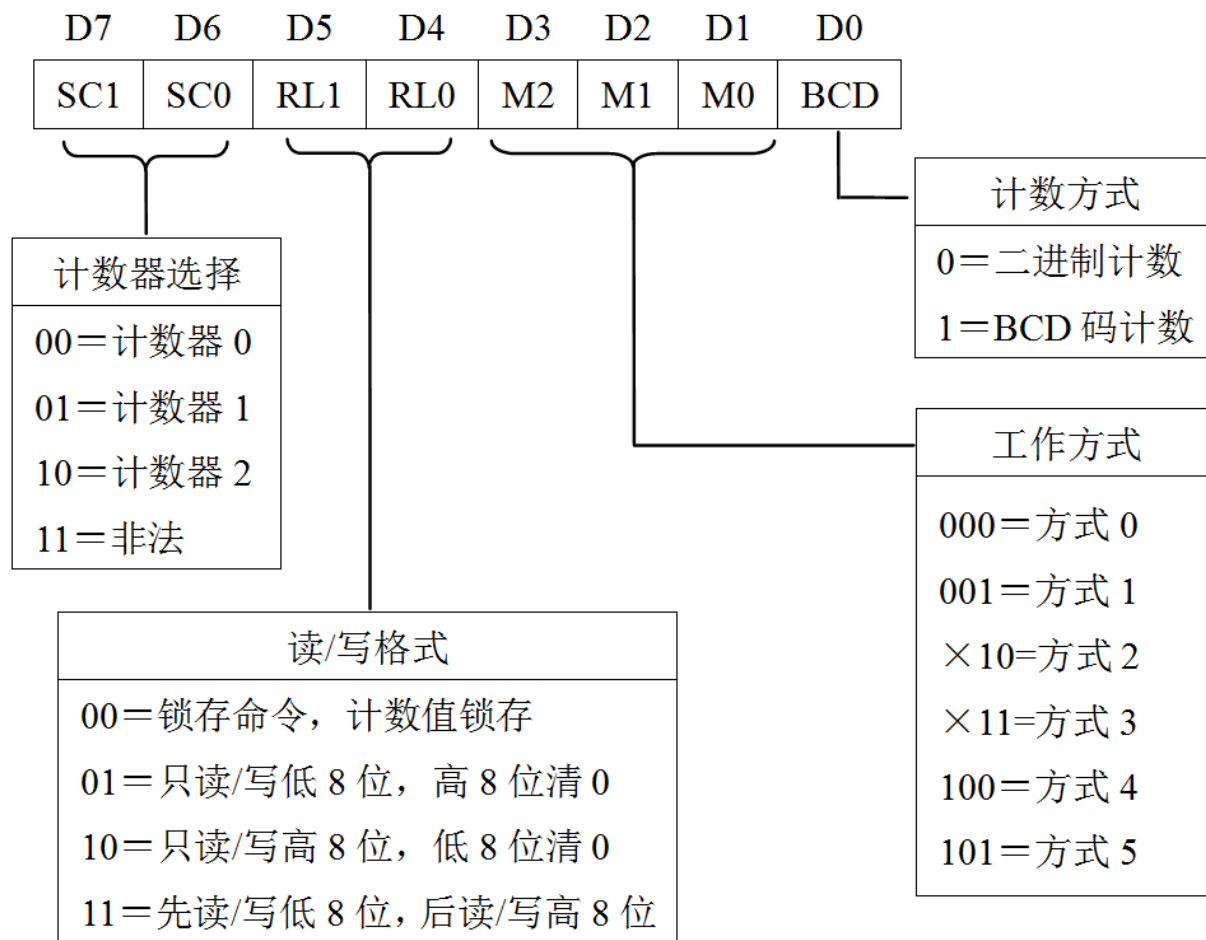 D7 D6 D5 D4 D3 D2 D1 D0
SC1 SC0 RL1 RL0 M2 M1 M0 BCD
计数方式
0＝二进制计数
1＝BCD 码计数
计数器选择
00＝计数器 0
01＝计数器 1
10＝计数器 2
11＝非法
工作方式
000＝方式 0
001＝方式 1
×10=方式 2
×11=方式 3
100＝方式 4
101＝方式 5
读/写格式
00＝锁存命令，计数值锁存
01＝只读/写低 8 位，高 8 位清 0
10＝只读/写高 8 位，低 8 位清 0
11＝先读/写低 8 位，后读/写高 8 位